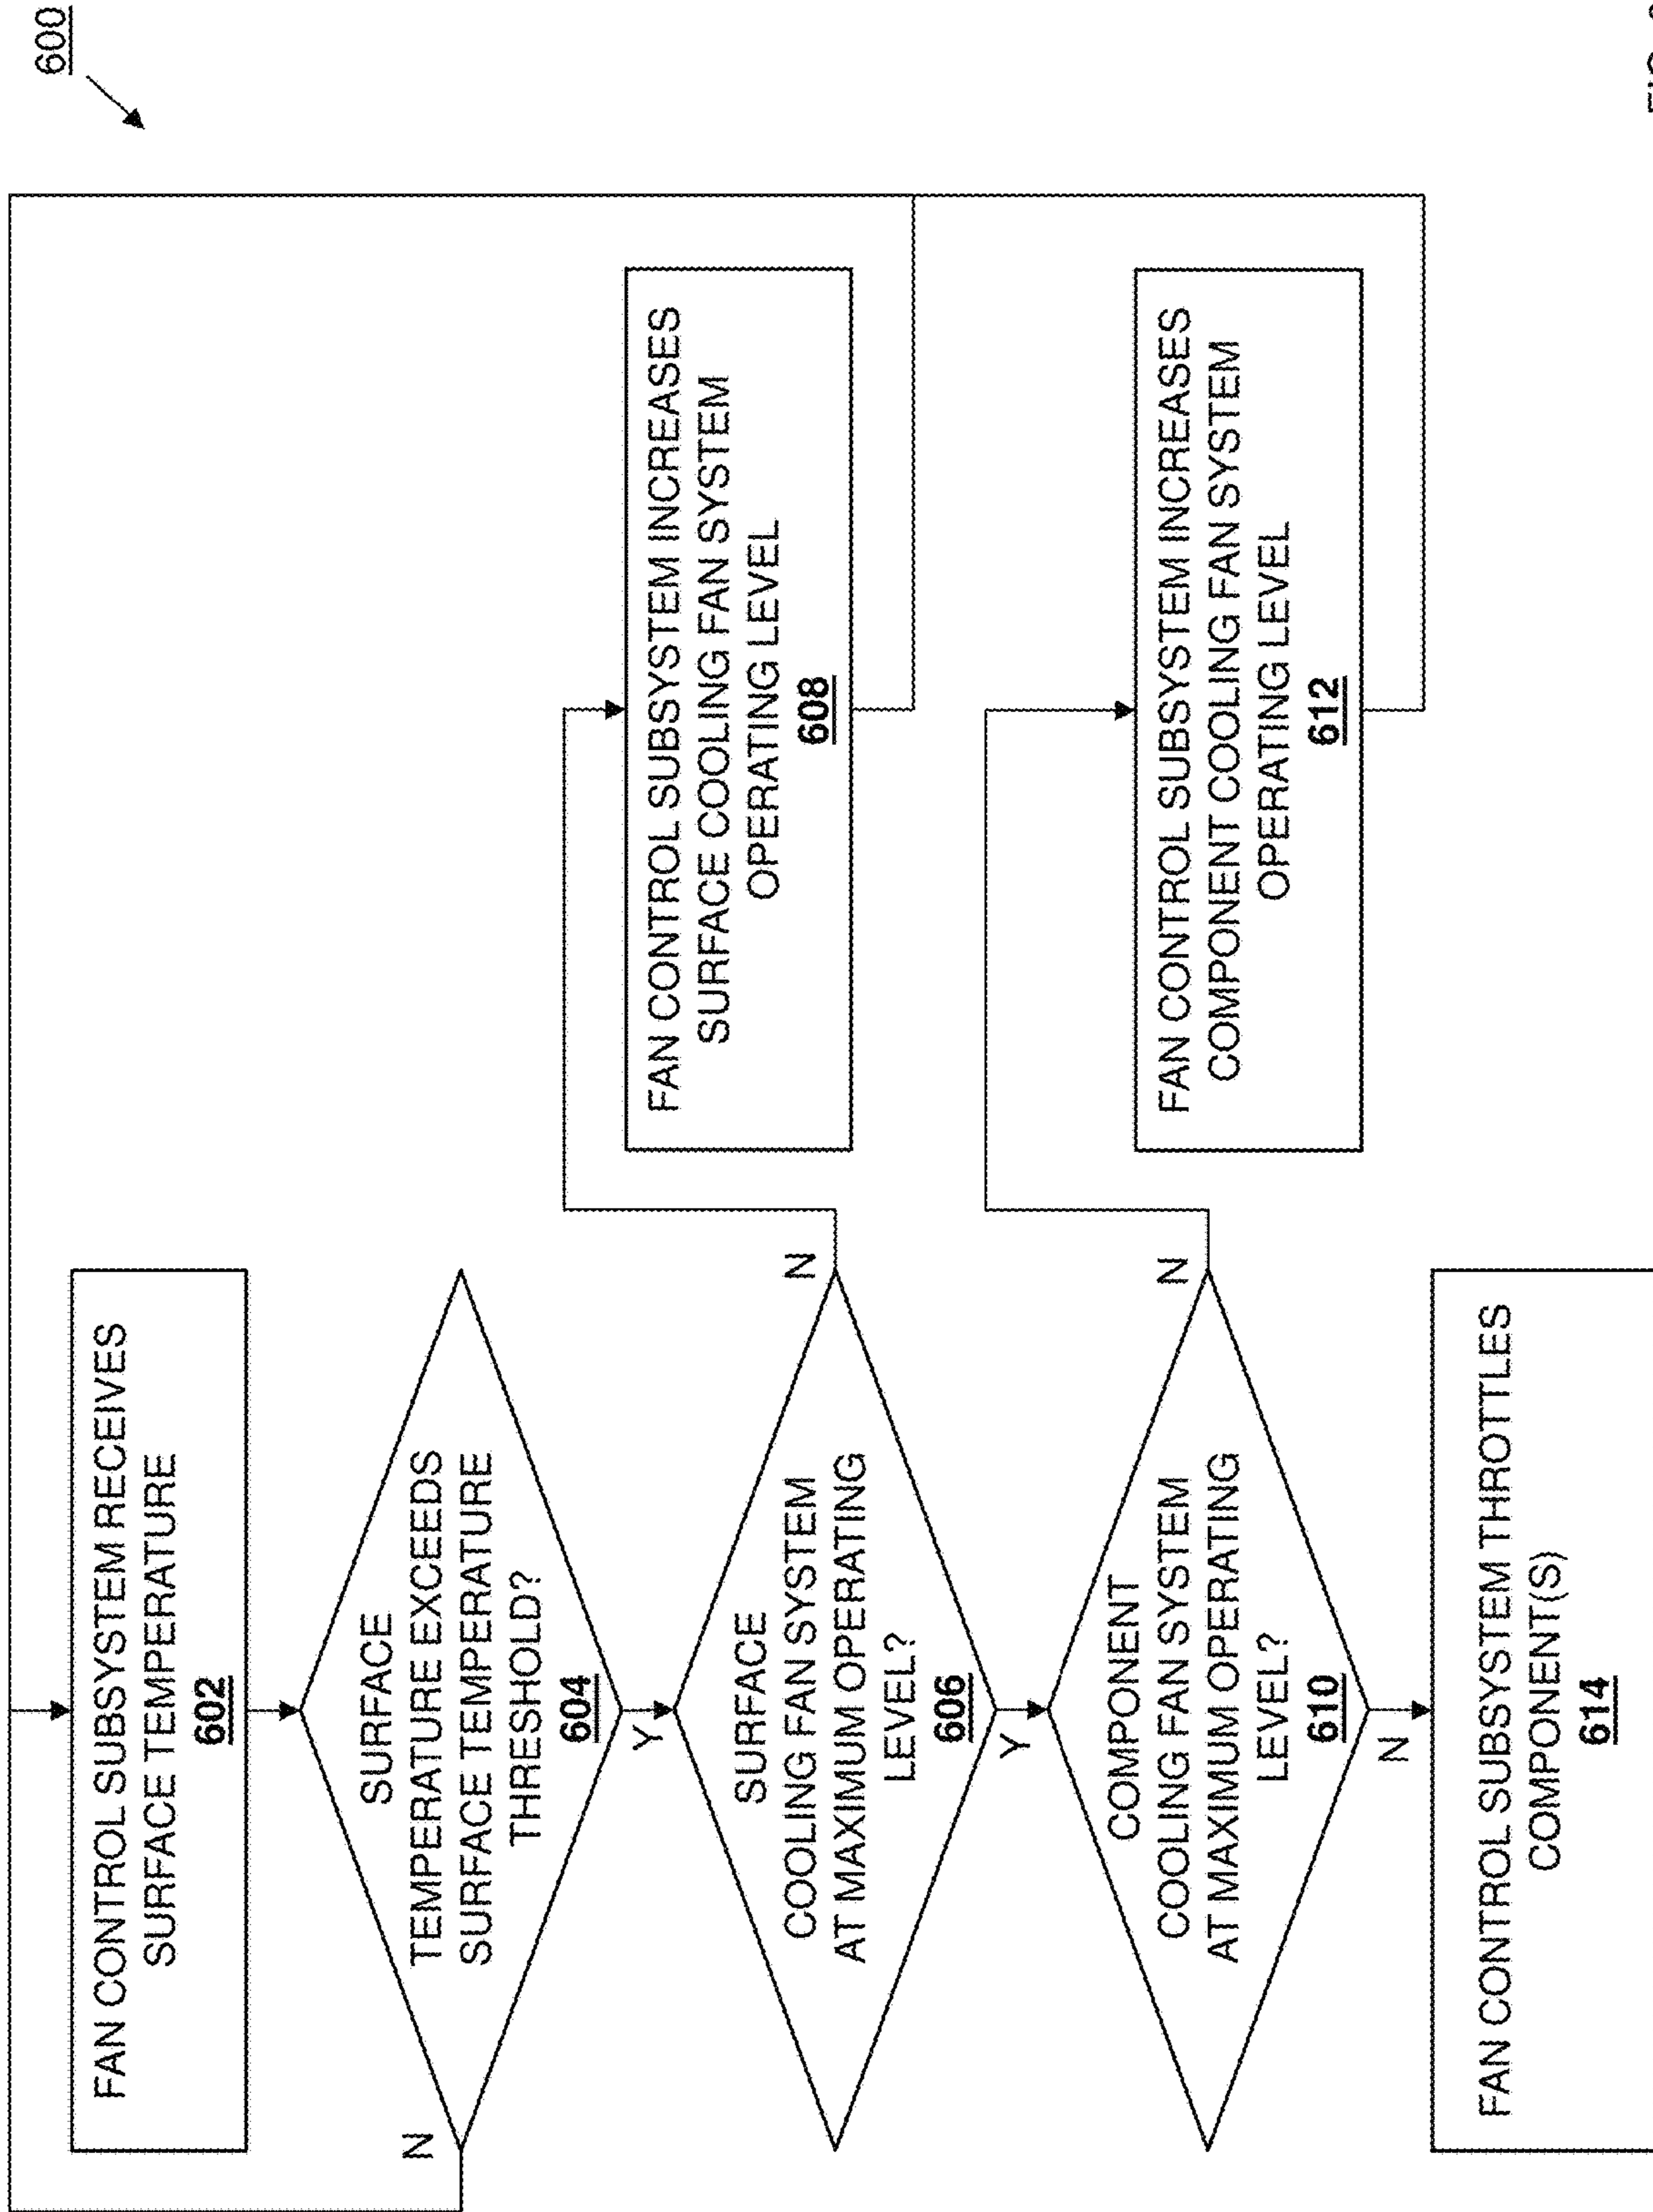 600
FAN CONTROL SUBSYSTEM RECEIVES
SURFACE TEMPERATURE
602
N
SURFACE
TEMPERATURE EXCEEDS
SURFACE TEMPERATURE
THRESHOLD?
604
Y
SURFACE
COOLING FAN SYSTEM
AT MAXIMUM OPERATING
LEVEL?
606
N
Y
FAN CONTROL SUBSYSTEM INCREASES
SURFACE COOLING FAN SYSTEM
OPERATING LEVEL
608
COMPONENT
COOLING FAN SYSTEM
AT MAXIMUM OPERATING
LEVEL?
610
N
N
FAN CONTROL SUBSYSTEM INCREASES
COMPONENT COOLING FAN SYSTEM
OPERATING LEVEL
612
FAN CONTROL SUBSYSTEM THROTTLES
COMPONENT(S)
614